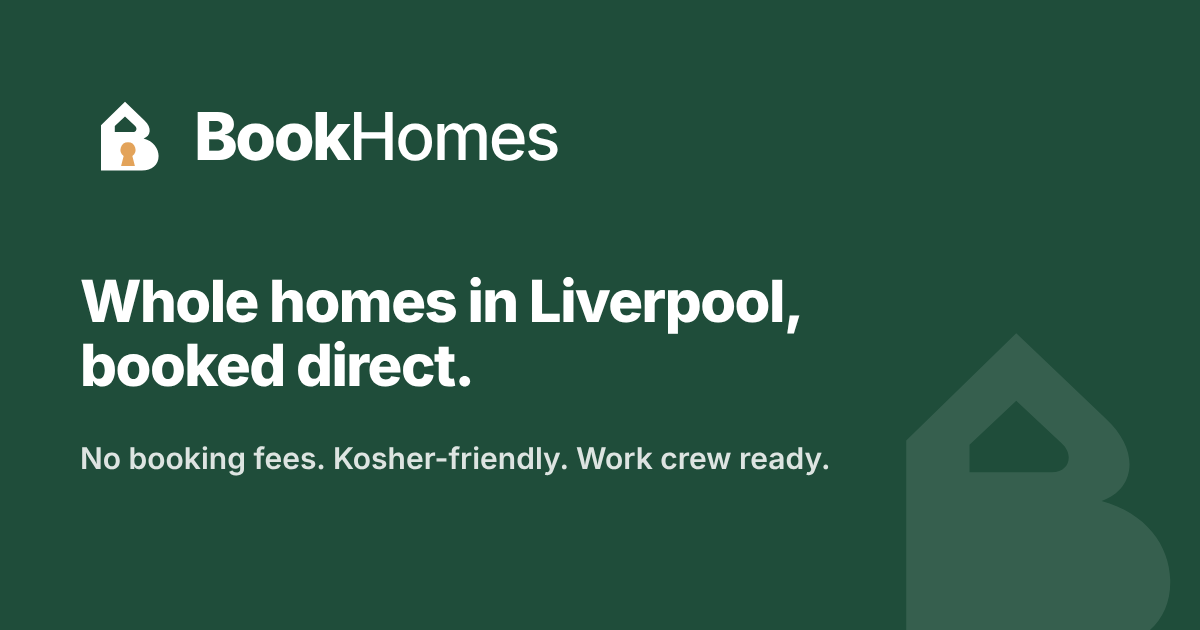 BookHomes
Whole homes in Liverpool,
booked direct.
No booking fees. Kosher-friendly. Work crew ready.